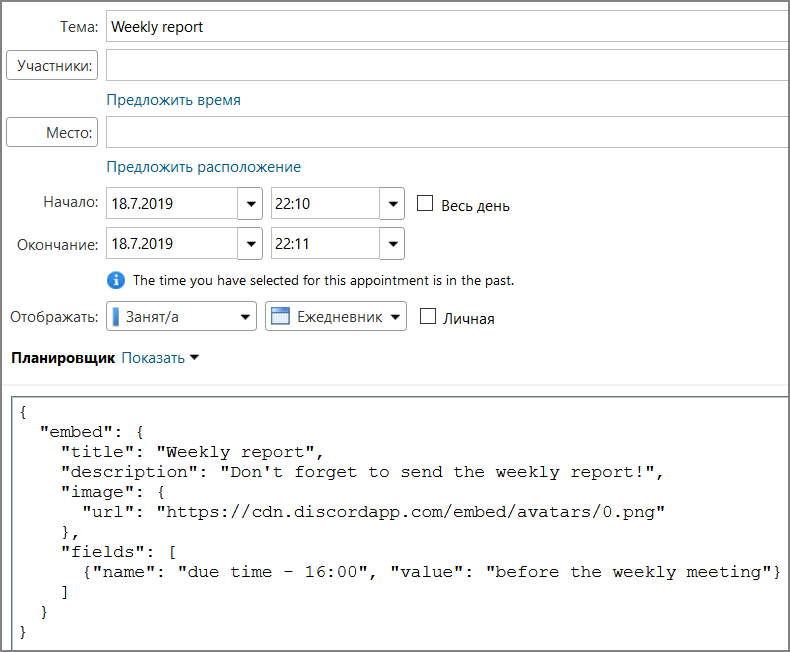 Тема: Weekly report
Участники:
Предложить время
Место:
Предложить расположение
Начало: 18.7.2019 22:10 Весь день
Окончание: 18.7.2019 22:11
The time you have selected for this appointment is in the past.
Отображать: Занят/а Ежедневник Личная
Планировщик Показать
{
  "embed": {
    "title": "Weekly report",
    "description": "Don't forget to send the weekly report!",
    "image": {
      "url": "https://cdn.discordapp.com/embed/avatars/0.png"
    },
    "fields": [
      {"name": "due time - 16:00", "value": "before the weekly meeting"}
    ]
  }
}